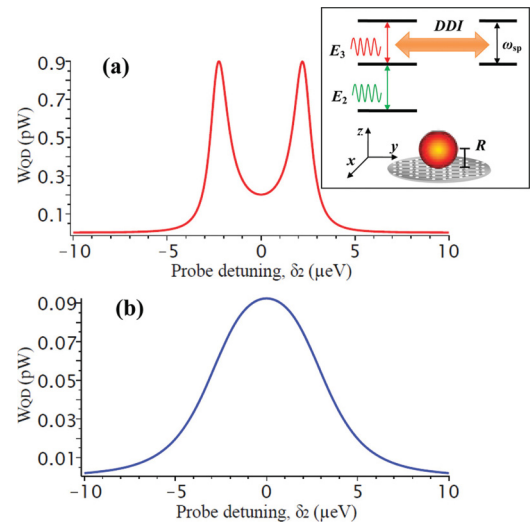 (a)
WQD (pW)
0.9
0.7
0.5
0.3
0.1
−10 −5 0 5 10
Probe detuning, δ2 (µeV)
DDI
ωsp
E3
E2
z
y
x
R
(b)
WQD (pW)
0.09
0.07
0.05
0.03
0.01
−10 −5 0 5 10
Probe detuning, δ2 (µeV)